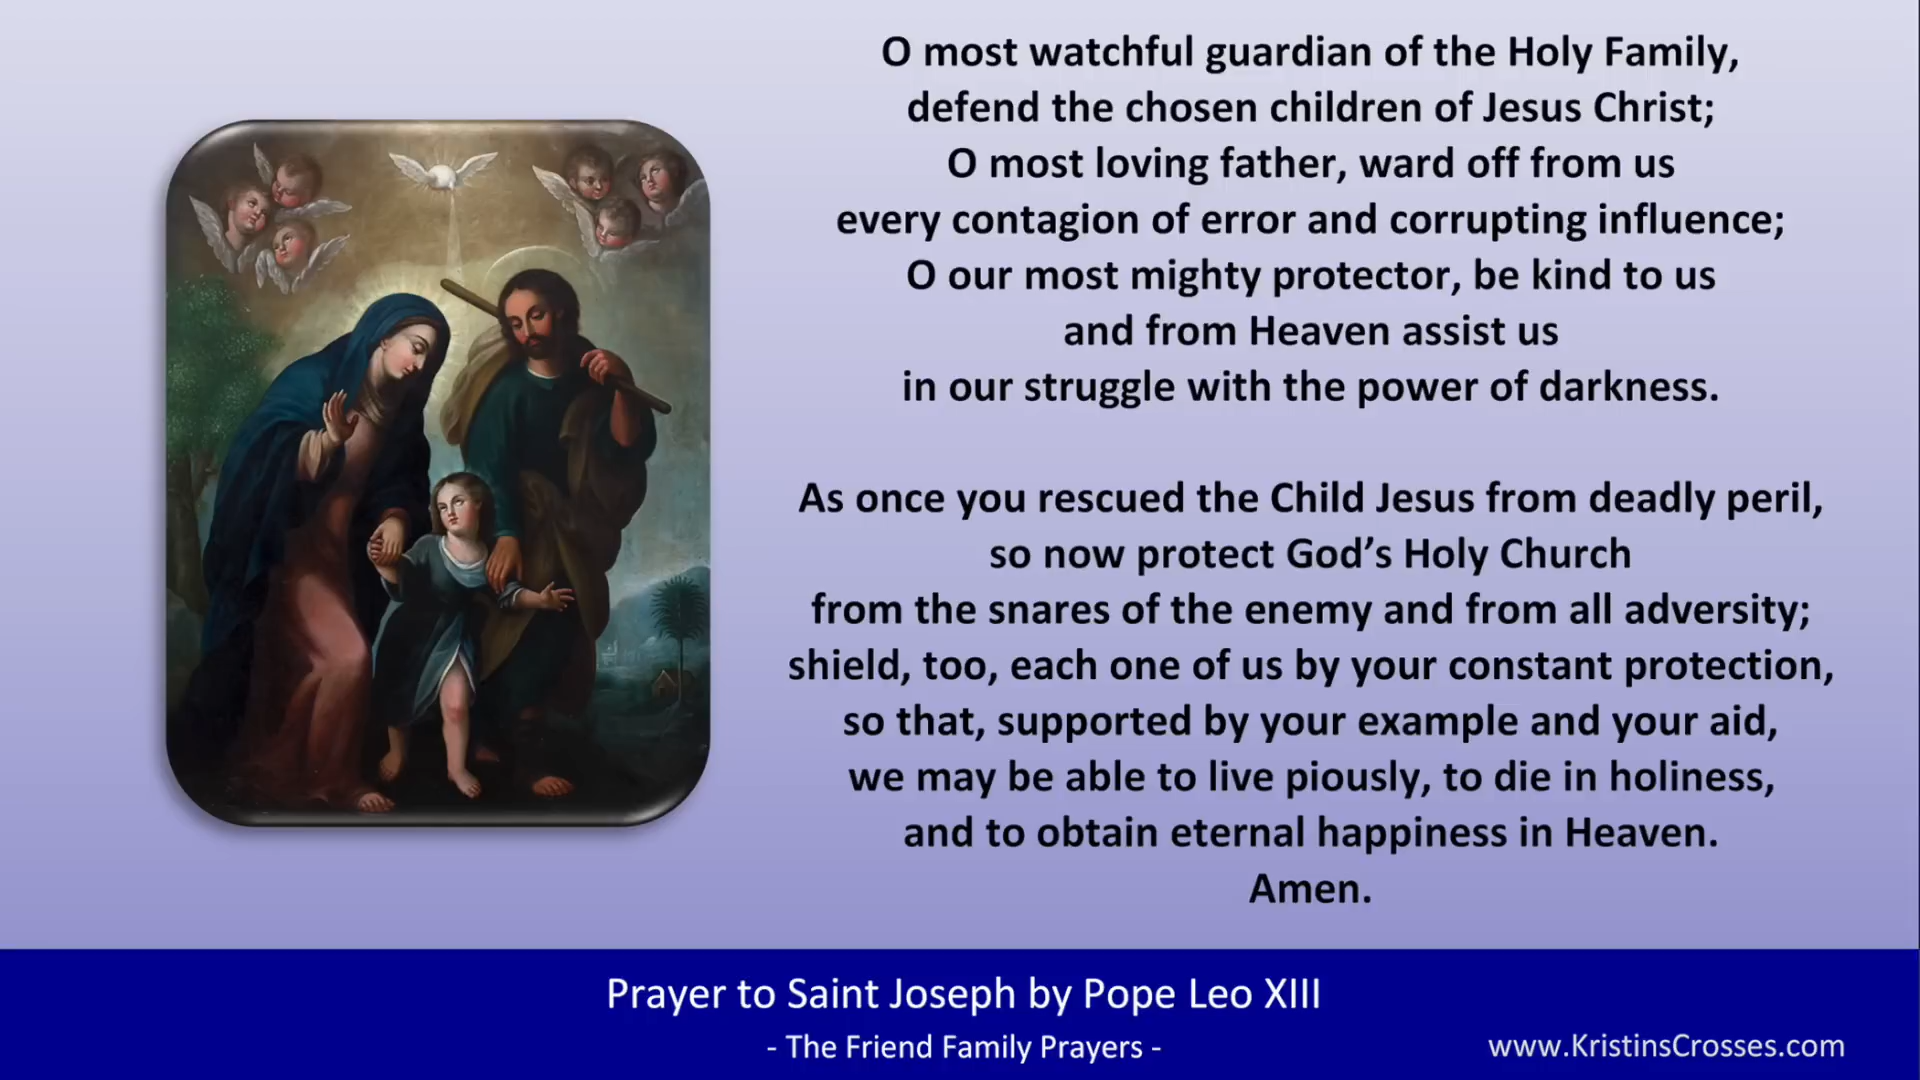 O most watchful guardian of the Holy Family,
defend the chosen children of Jesus Christ;
O most loving father, ward off from us
every contagion of error and corrupting influence;
O our most mighty protector, be kind to us
and from Heaven assist us
in our struggle with the power of darkness.
As once you rescued the Child Jesus from deadly peril,
so now protect God’s Holy Church
from the snares of the enemy and from all adversity;
shield, too, each one of us by your constant protection,
so that, supported by your example and your aid,
we may be able to live piously, to die in holiness,
and to obtain eternal happiness in Heaven.
Amen.
Prayer to Saint Joseph by Pope Leo XIII
- The Friend Family Prayers -
www.KristinsCrosses.com